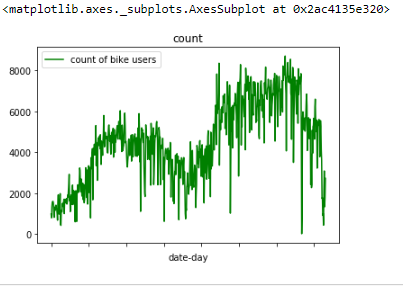 <matplotlib.axes._subplots.AxesSubplot at 0x2ac4135e320>
count
count of bike users
8000
6000
4000
2000
0
date-day